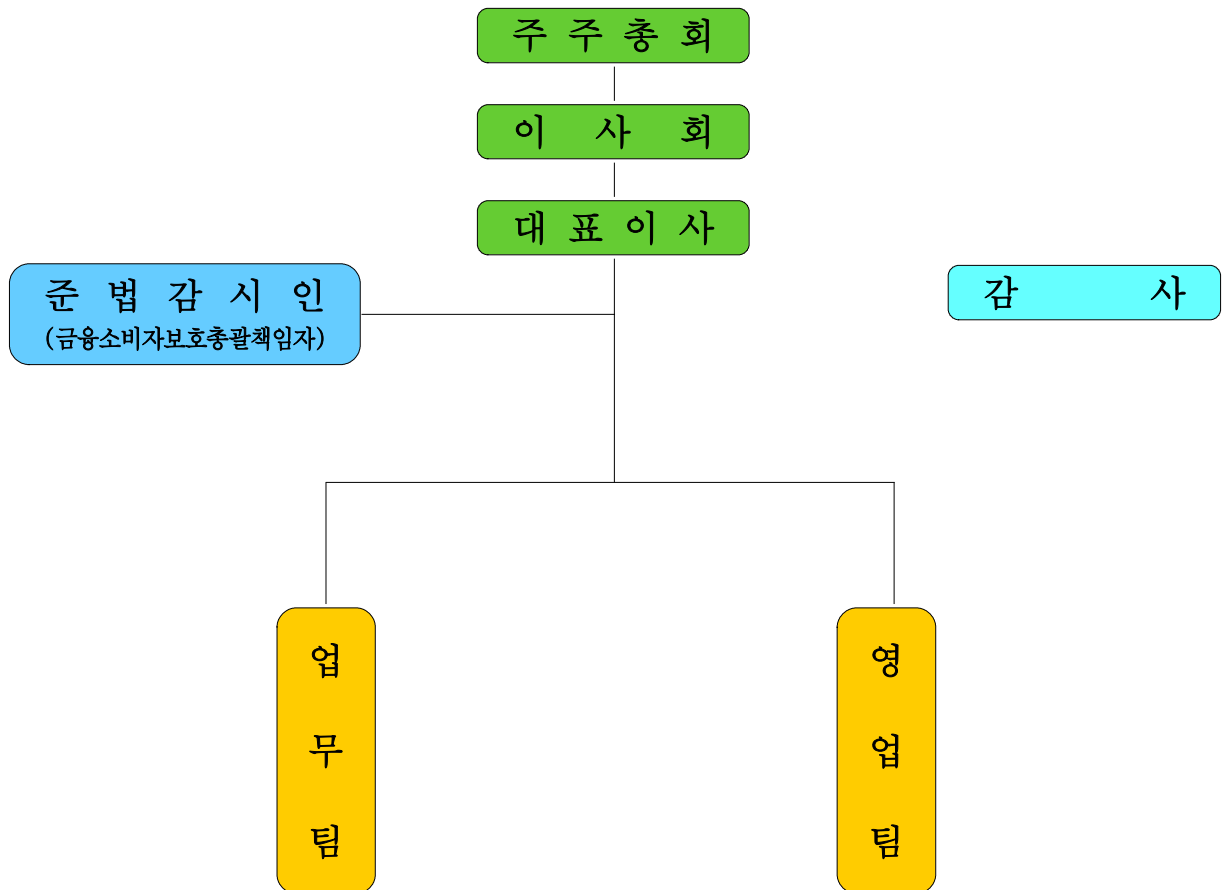 주 주 총 회
이 사 회
대 표 이 사
준 법 감 시 인
(금융소비자보호총괄책임자)
감 사
업
무
팀
영
업
팀